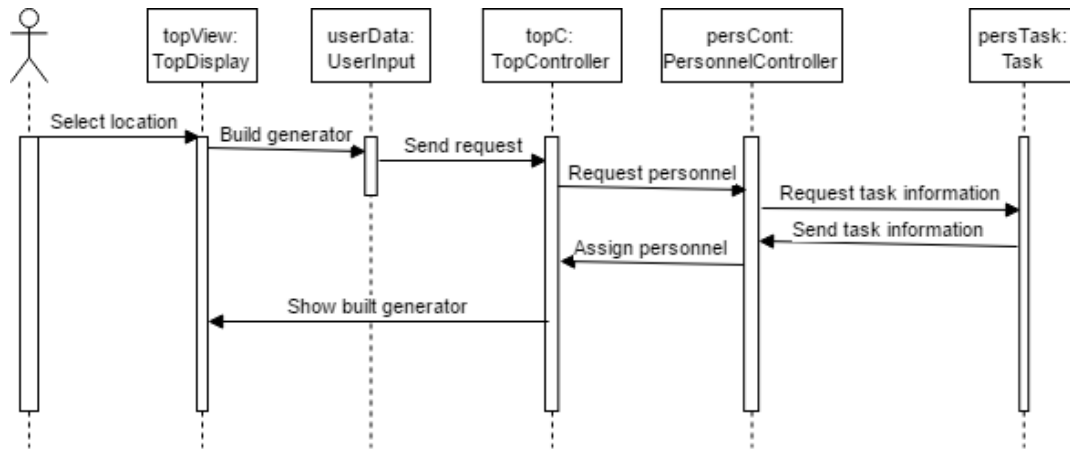 topView:
TopDisplay
userData:
UserInput
topC:
TopController
persCont:
PersonnelController
persTask:
Task
Select location
Build generator
Send request
Request personnel
Request task information
Send task information
Assign personnel
Show built generator